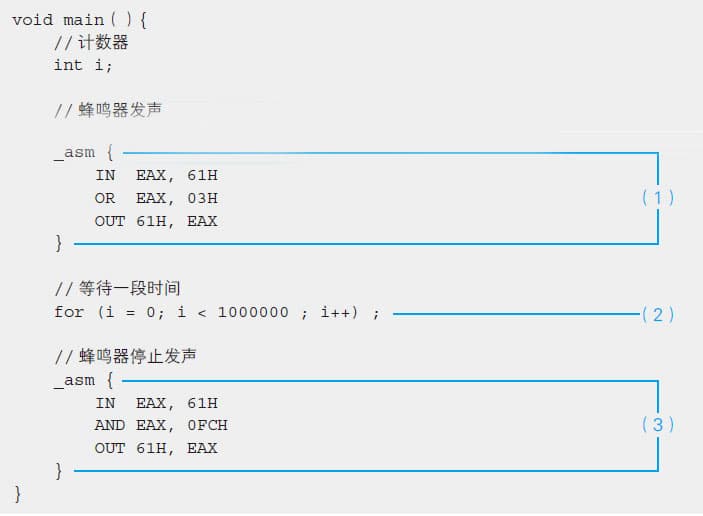 void main ( ) {
// 计数器
int i;
// 蜂鸣器发声
_asm {
IN EAX, 61H
OR EAX, 03H
OUT 61H, EAX
}
(1)
// 等待一段时间
for (i = 0; i < 1000000 ; i++) ; (2)
// 蜂鸣器停止发声
_asm {
IN EAX, 61H
AND EAX, 0FCH
OUT 61H, EAX
}
(3)
}